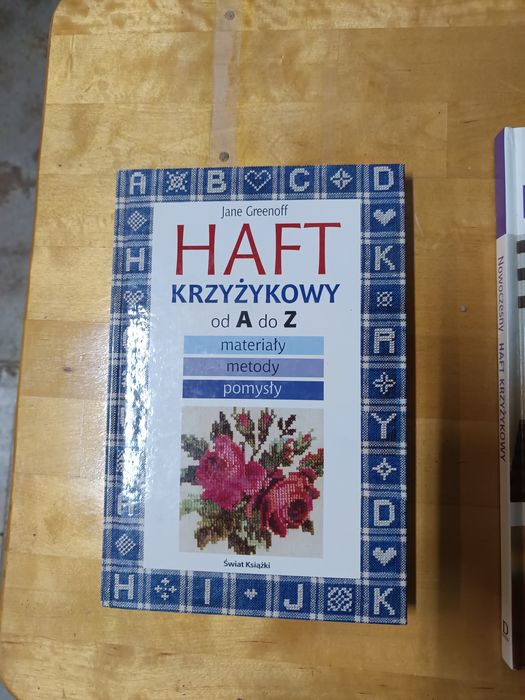 A B C D
Jane Greenoff
HAFT
KRZYŻYKOWY
od A do Z
materiały
metody
pomysły
Świat Książki
H
H
H I J K
K
R
Y
D
Nowoczesny HAFT KRZYŻYKOWY